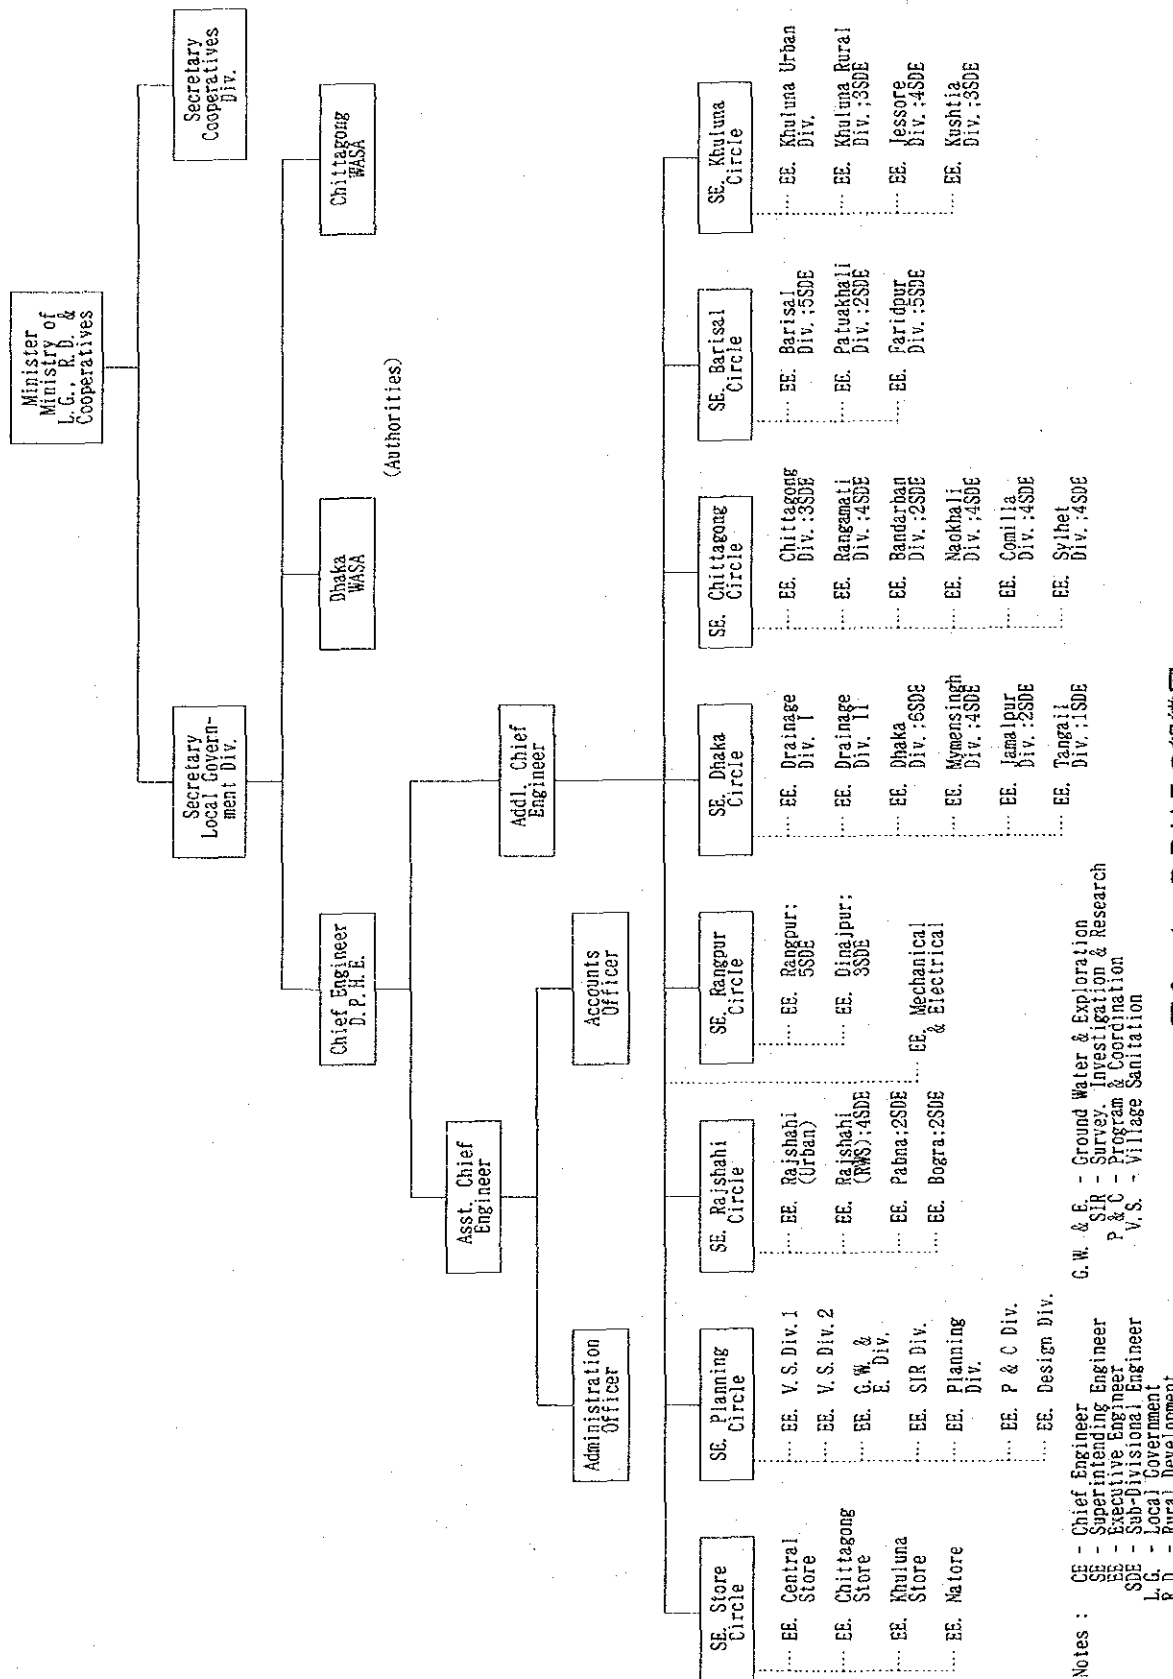 Minister
Ministry of
L.G., R.D. &
Cooperatives
Secretary
Local Govern-
ment Div.
Secretary
Cooperatives
Div.
Chief Engineer
D.P.H.E.
Dhaka
WASA
Chittagong
WASA
(Authorities)
Asst. Chief
Engineer
Addl. Chief
Engineer
Administration
Officer
Accounts
Officer
SE. Store
Circle
EE. Central
Store
EE. Chittagong
Store
EE. Khuluna
Store
EE. Natore
SE. Planning
Circle
EE. V.S. Div. 1
EE. V.S. Div. 2
EE. G.W. &
E. Div.
EE. SIR Div.
EE. Planning
Div.
EE. P & C Div.
EE. Design Div.
SE. Rajshahi
Circle
EE. Rajshahi
(Urban)
EE. Rajshahi
(RWS):4SDE
EE. Pabna:2SDE
EE. Bogra:2SDE
SE. Rangpur
Circle
EE. Rangpur:
5SDE
EE. Dinajpur:
3SDE
EE. Mechanical
& Electrical
SE. Dhaka
Circle
EE. Drainage
Div. I
EE. Drainage
Div. II
EE. Dhaka
Div.:6SDE
EE. Mymensingh
Div.:4SDE
EE. Jamalpur
Div.:2SDE
EE. Tangail
Div.:1SDE
SE. Chittagong
Circle
EE. Chittagong
Div.:3SDE
EE. Rangamati
Div.:4SDE
EE. Bandarban
Div.:2SDE
EE. Naokhali
Div.:4SDE
EE. Comilla
Div.:4SDE
EE. Sylhet
Div.:4SDE
SE. Barisal
Circle
EE. Barisal
Div.:5SDE
EE. Patuakhali
Div.:2SDE
EE. Faridpur
Div.:5SDE
SE. Khuluna
Circle
EE. Khuluna Urban
Div.
EE. Khuluna Rural
Div.:3SDE
EE. Jessore
Div.:4SDE
EE. Kushtia
Div.:3SDE
Notes : CE - Chief Engineer
SE - Superintending Engineer
EE - Executive Engineer
SDE - Sub-Divisional Engineer
L.G. - Local Government
R.D. - Rural Development
G.W. & E. - Ground Water & Exploration
SIR - Survey. Investigation & Research
P & C - Program & Coordination
V.S. - Village Sanitation